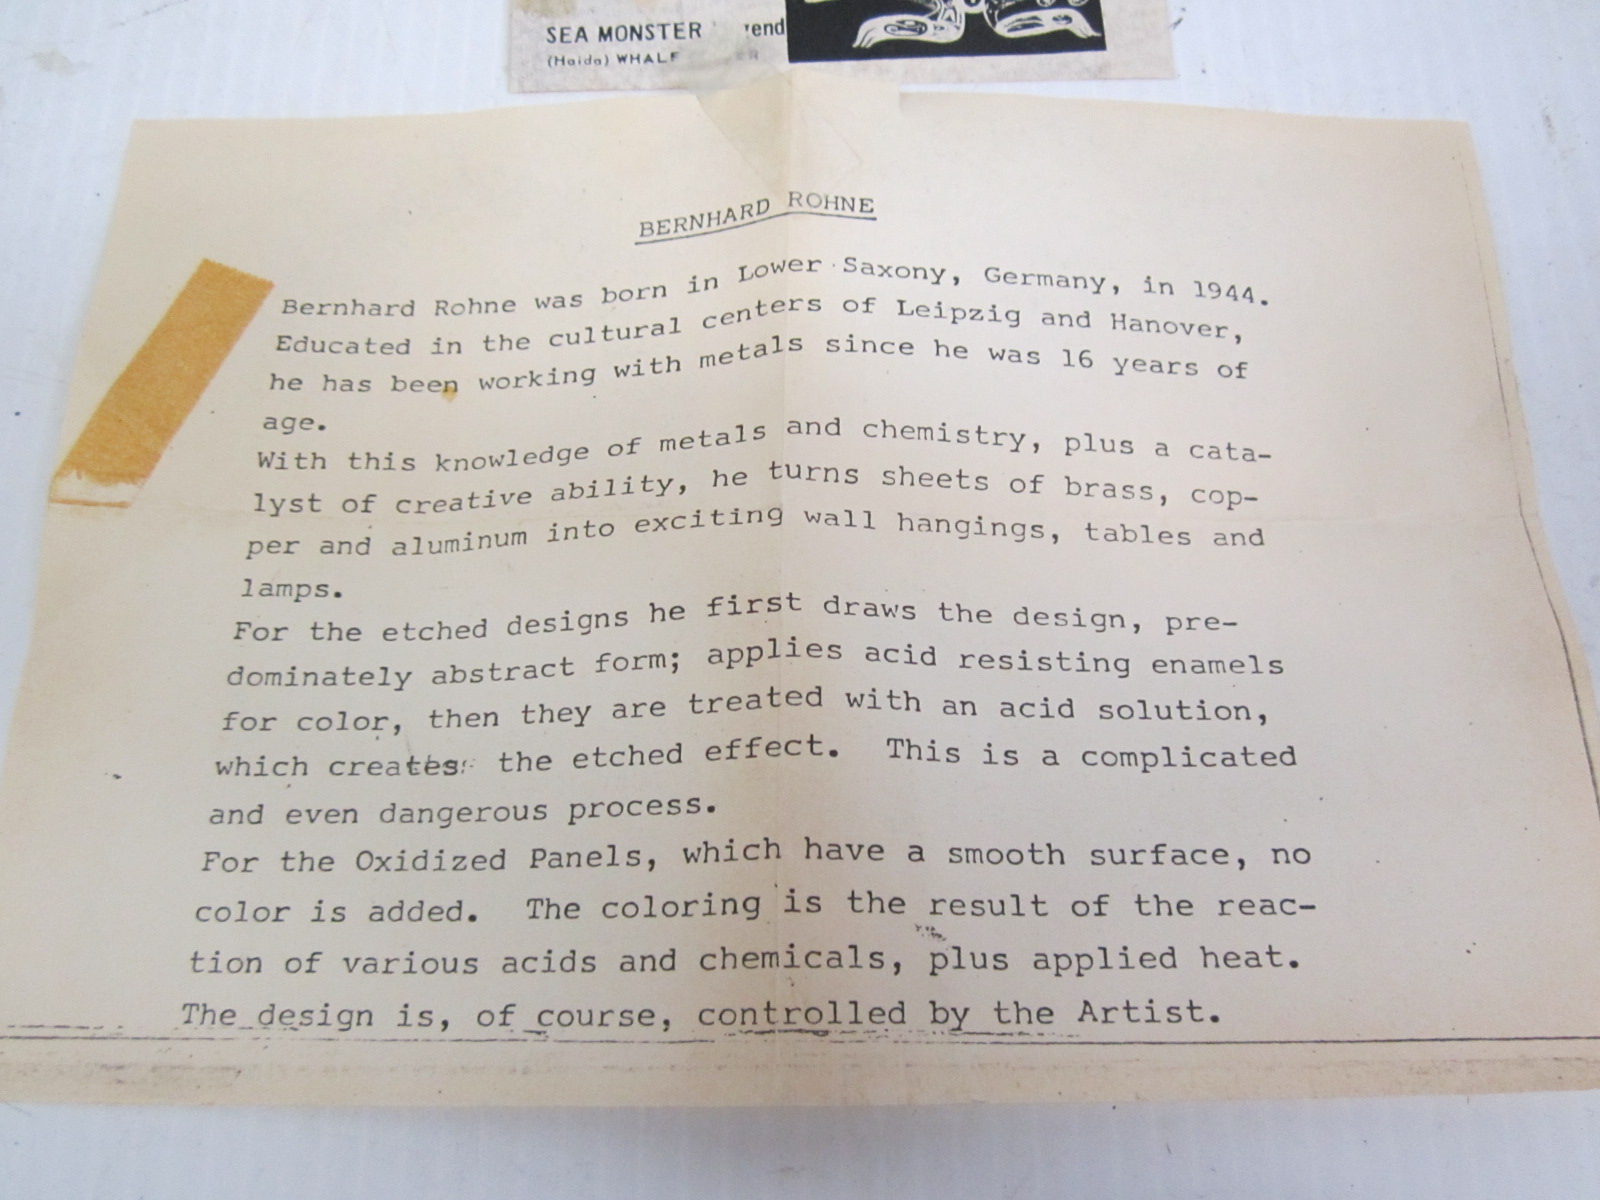 SEA MONSTER end
(Haida) WHALE
BERNHARD ROHNE
Bernhard Rohne was born in Lower Saxony, Germany, in 1944.
Educated in the cultural centers of Leipzig and Hanover,
he has been working with metals since he was 16 years of
age.
With this knowledge of metals and chemistry, plus a cata-
lyst of creative ability, he turns sheets of brass, cop-
per and aluminum into exciting wall hangings, tables and
lamps.
For the etched designs he first draws the design, pre-
dominately abstract form; applies acid resisting enamels
for color, then they are treated with an acid solution,
which creates the etched effect. This is a complicated
and even dangerous process.
For the Oxidized Panels, which have a smooth surface, no
color is added. The coloring is the result of the reac-
tion of various acids and chemicals, plus applied heat.
The design is, of course, controlled by the Artist.